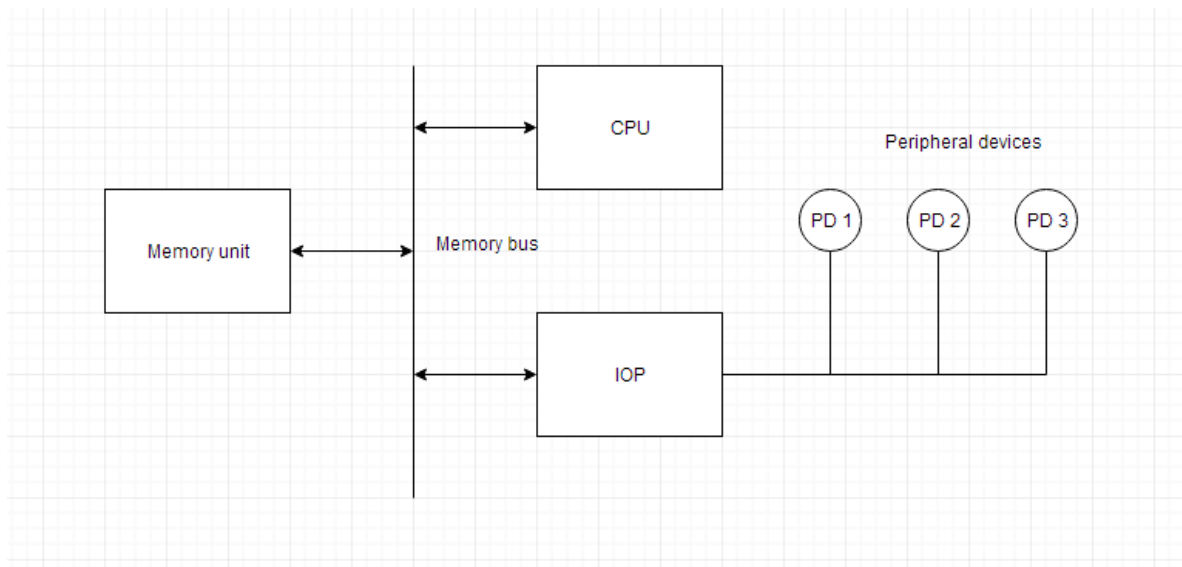 CPU
Peripheral devices
PD 1
PD 2
PD 3
Memory unit
Memory bus
IOP